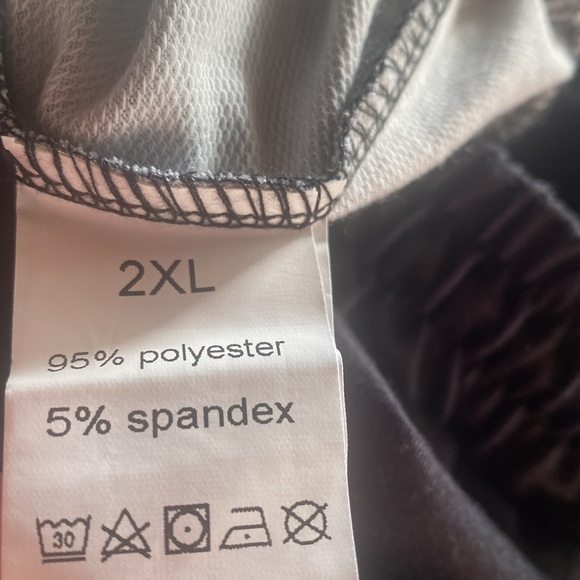 2XL
95% polyester
5% spandex
30